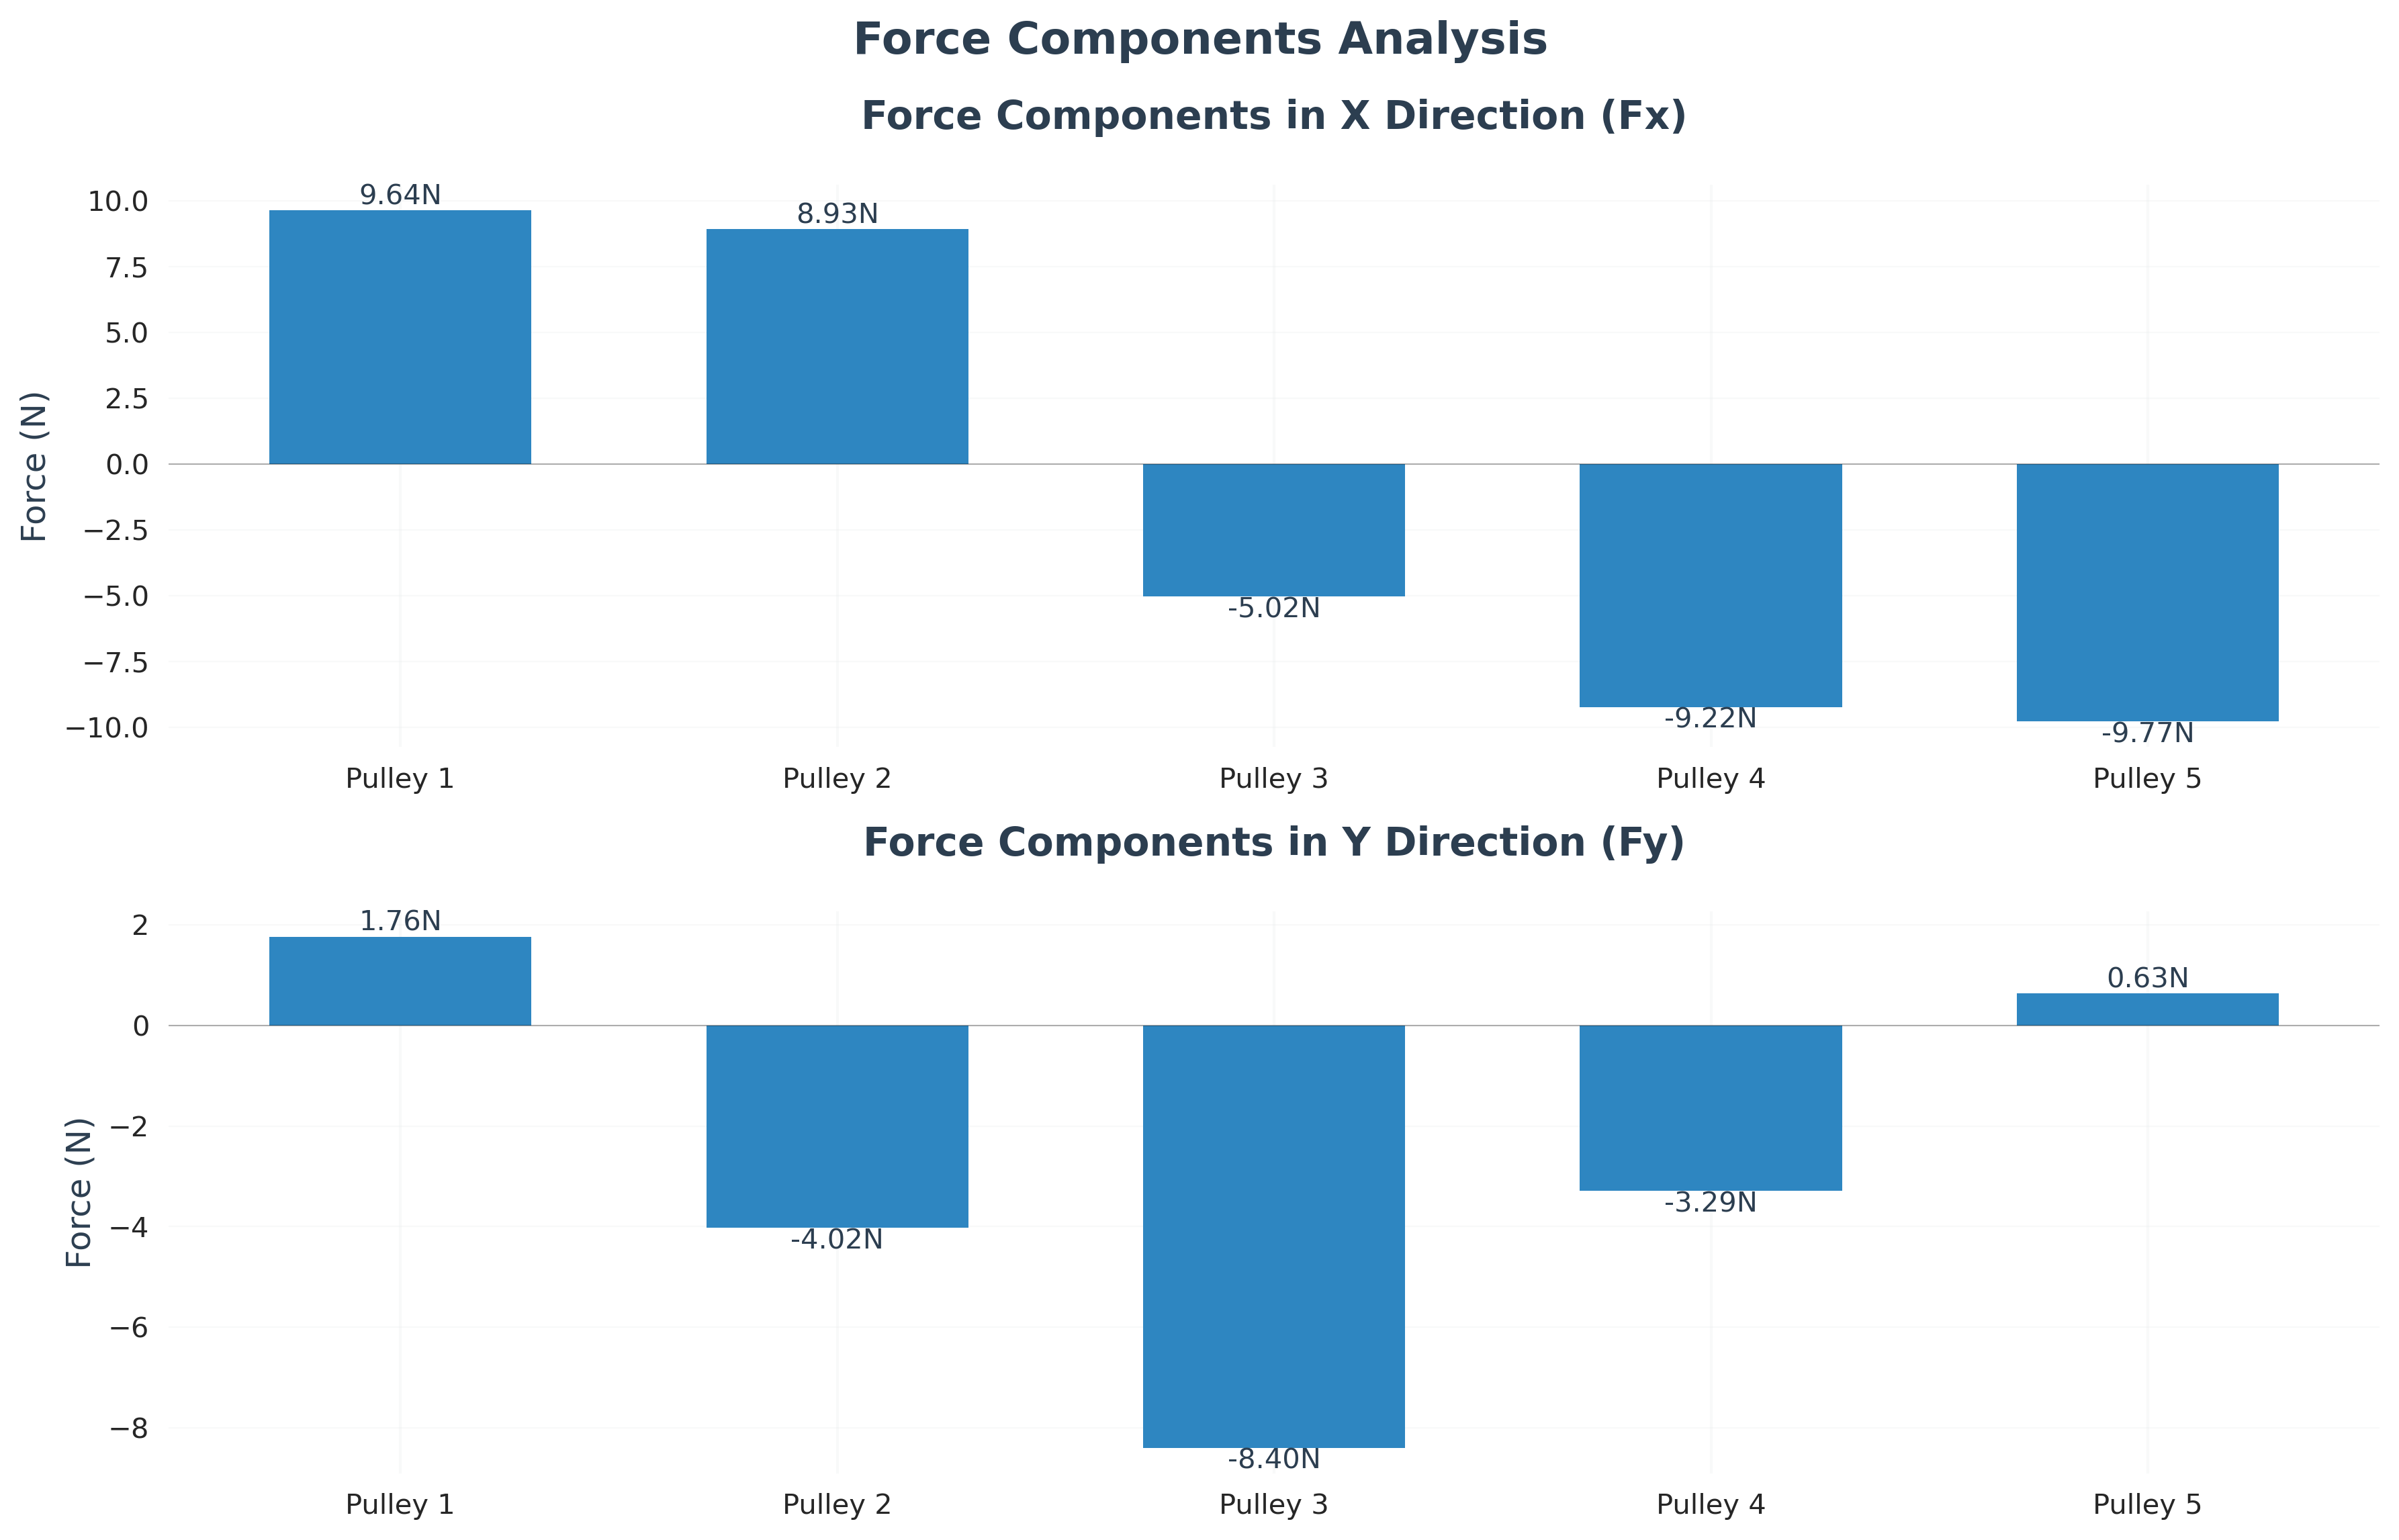 Force Components Analysis
Force Components in X Direction (Fx)
Force (N)
10.0
7.5
5.0
2.5
0.0
−2.5
−5.0
−7.5
−10.0
9.64N
8.93N
-5.02N
-9.22N
-9.77N
Pulley 1
Pulley 2
Pulley 3
Pulley 4
Pulley 5
Force Components in Y Direction (Fy)
Force (N)
2
0
−2
−4
−6
−8
1.76N
-4.02N
-8.40N
-3.29N
0.63N
Pulley 1
Pulley 2
Pulley 3
Pulley 4
Pulley 5